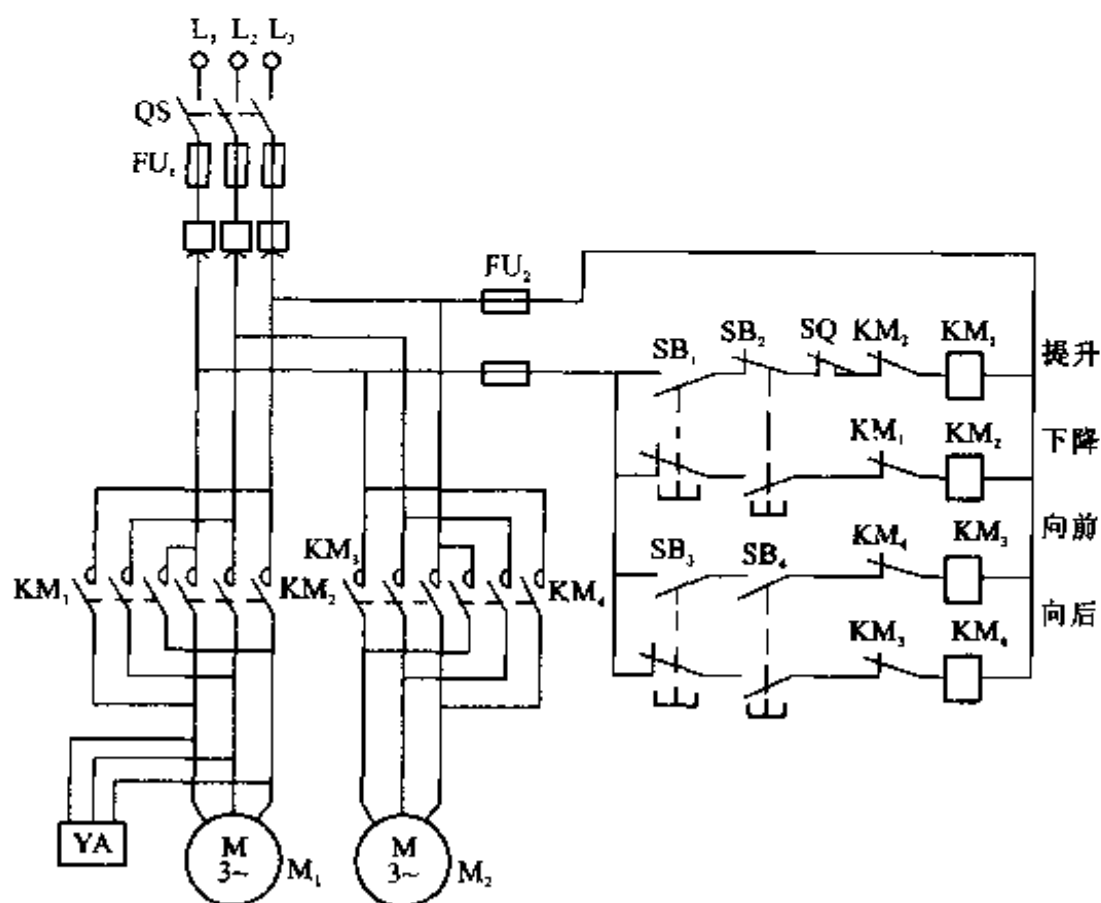 L₁ L₂ L₃
QS
FU₁
FU₂
SB₁ SB₂ SQ KM₂ KM₁ 提升
KM₁ KM₂ 下降
SB₃ SB₄ KM₄ KM₃ 向前
KM₃ KM₄ 向后
KM₁ KM₂ KM₃ KM₄
YA
M 3~ M₁
M 3~ M₂